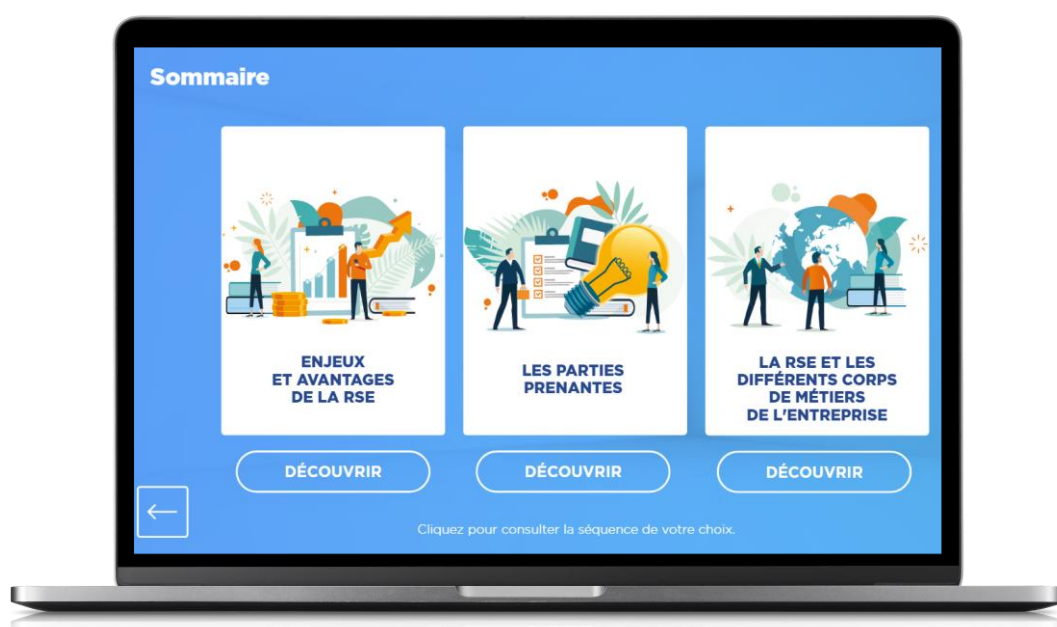 Sommaire
ENJEUX
ET AVANTAGES
DE LA RSE
LES PARTIES
PRENANTES
LA RSE ET LES
DIFFÉRENTS CORPS
DE MÉTIERS
DE L'ENTREPRISE
DÉCOUVRIR
DÉCOUVRIR
DÉCOUVRIR
Cliquez pour consulter la séquence de votre choix.